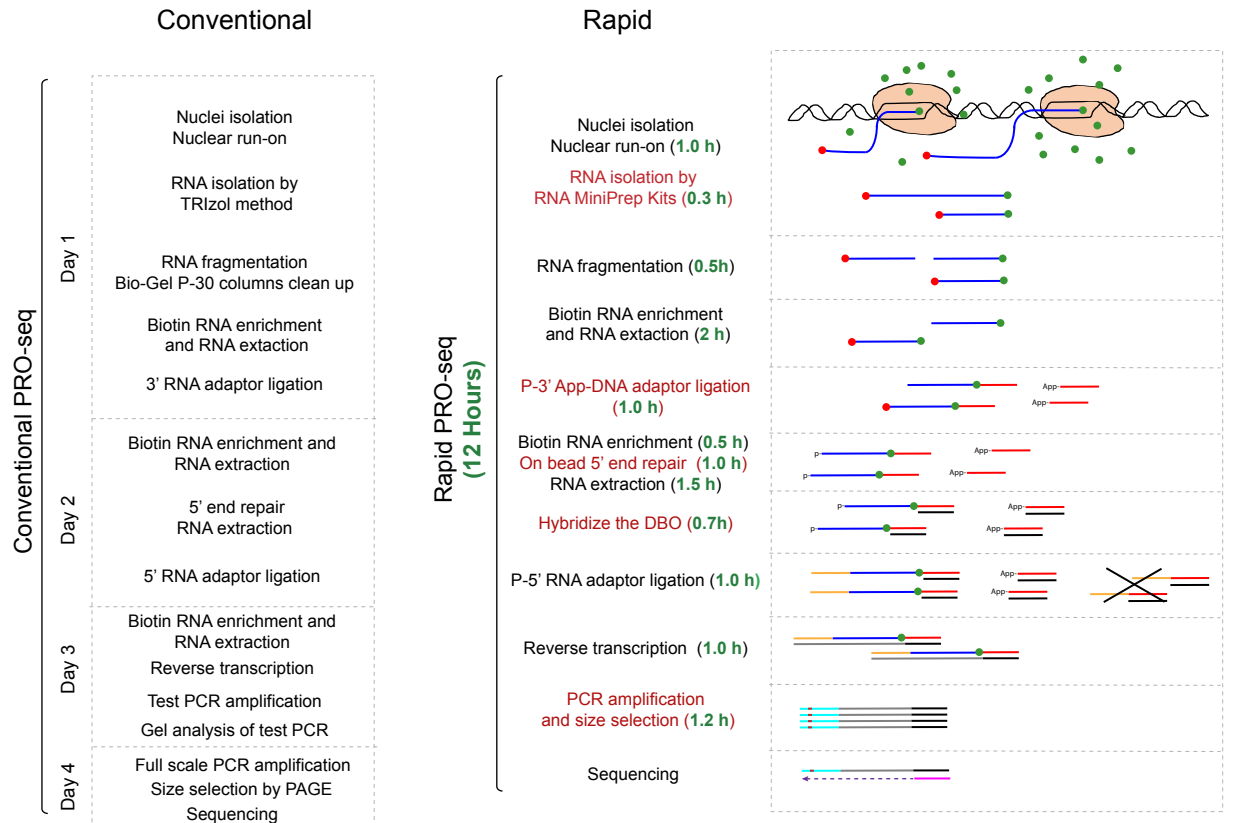 Conventional
Rapid
Conventional PRO-seq
Day 1
Nuclei isolation
Nuclear run-on
RNA isolation by
TRIzol method
RNA fragmentation
Bio-Gel P-30 columns clean up
Biotin RNA enrichment
and RNA extaction
3’ RNA adaptor ligation
Day 2
Biotin RNA enrichment and
RNA extraction
5’ end repair
RNA extraction
5’ RNA adaptor ligation
Day 3
Biotin RNA enrichment and
RNA extraction
Reverse transcription
Test PCR amplification
Gel analysis of test PCR
Day 4
Full scale PCR amplification
Size selection by PAGE
Sequencing
Rapid PRO-seq
(12 Hours)
Nuclei isolation
Nuclear run-on (1.0 h)
RNA isolation by
RNA MiniPrep Kits (0.3 h)
RNA fragmentation (0.5h)
Biotin RNA enrichment
and RNA extaction
(2 h)
P-3’ App-DNA adaptor ligation
(1.0 h)
Biotin RNA enrichment (0.5 h)
On bead 5’ end repair (1.0 h)
RNA extraction (1.5 h)
Hybridize the DBO (0.7h)
P-5’ RNA adaptor ligation (1.0 h)
Reverse transcription (1.0 h)
PCR amplification
and size selection (1.2 h)
Sequencing
App-
App-
p-
App-
p-
App-
p-
App-
p-
App-
App-
App-